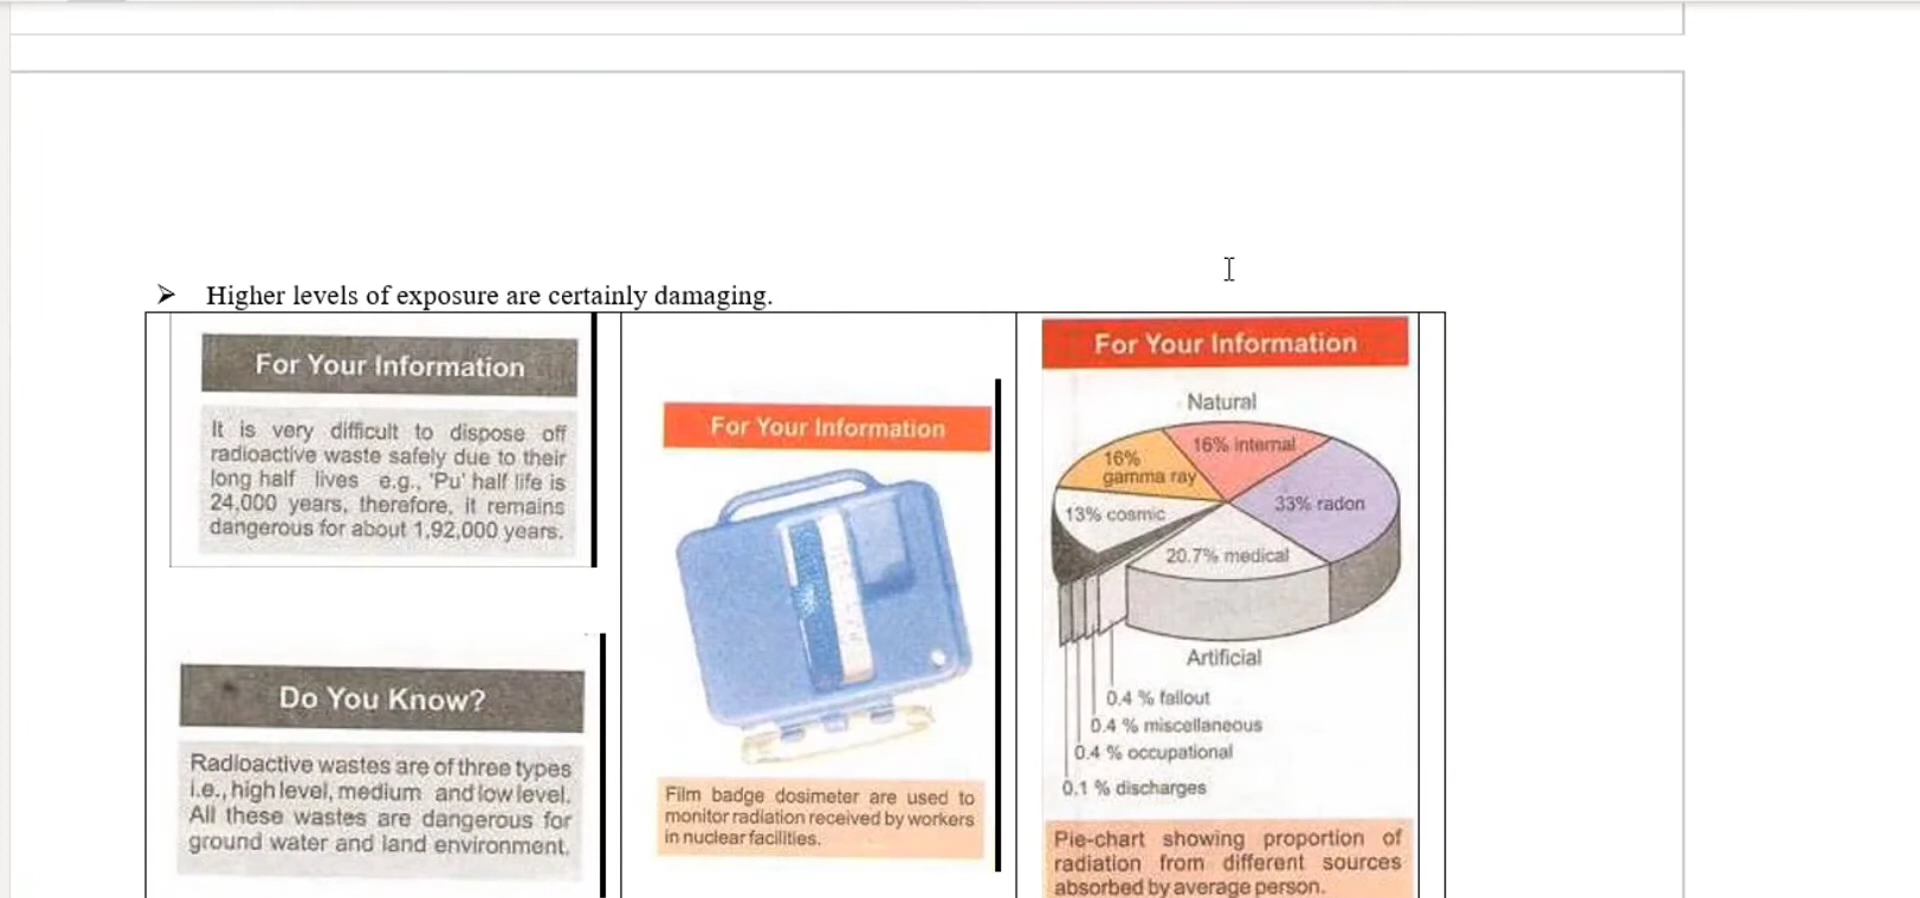 ➢ Higher levels of exposure are certainly damaging.
For Your Information
It is very difficult to dispose off
radioactive waste safely due to their
long half lives e.g., 'Pu' half life is
24,000 years, therefore, it remains
dangerous for about 1,92,000 years.
Do You Know?
Radioactive wastes are of three types
i.e., high level, medium and low level.
All these wastes are dangerous for
ground water and land environment.
For Your Information
Film badge dosimeter are used to
monitor radiation received by workers
in nuclear facilities.
For Your Information
Natural
16% internal
16%
gamma ray
33% radon
13% cosmic
20.7% medical
Artificial
0.4 % fallout
0.4 % miscellaneous
0.4 % occupational
0.1 % discharges
Pie-chart showing proportion of
radiation from different sources
absorbed by average person.